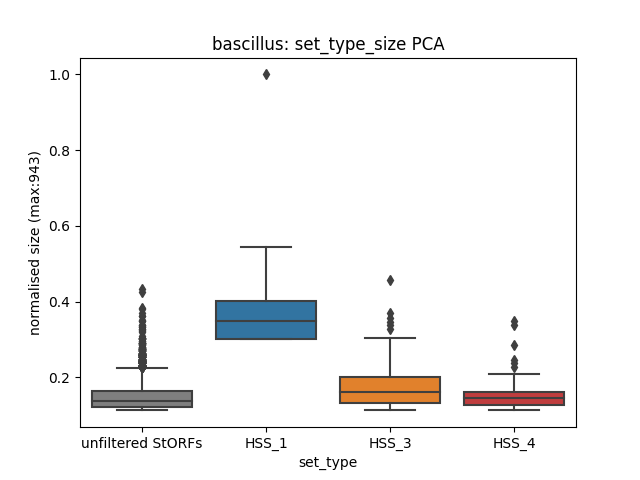 bascillus: set_type_size PCA
1.0
0.8
0.6
0.4
0.2
normalised size (max:943)
unfiltered StORFs HSS_1 HSS_3 HSS_4
set_type